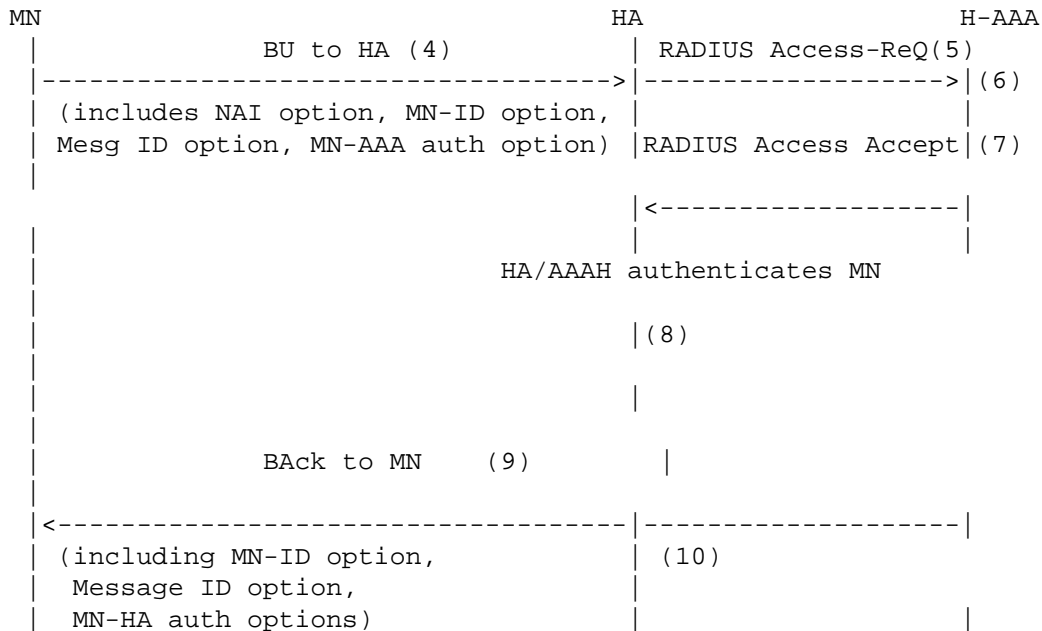 MN HA H-AAA
BU to HA (4) RADIUS Access-ReQ(5)
(6)
(includes NAI option, MN-ID option,
Mesg ID option, MN-AAA auth option) RADIUS Access Accept (7)
HA/AAAH authenticates MN
(8)
BAck to MN (9)
(including MN-ID option, (10)
Message ID option,
MN-HA auth options)